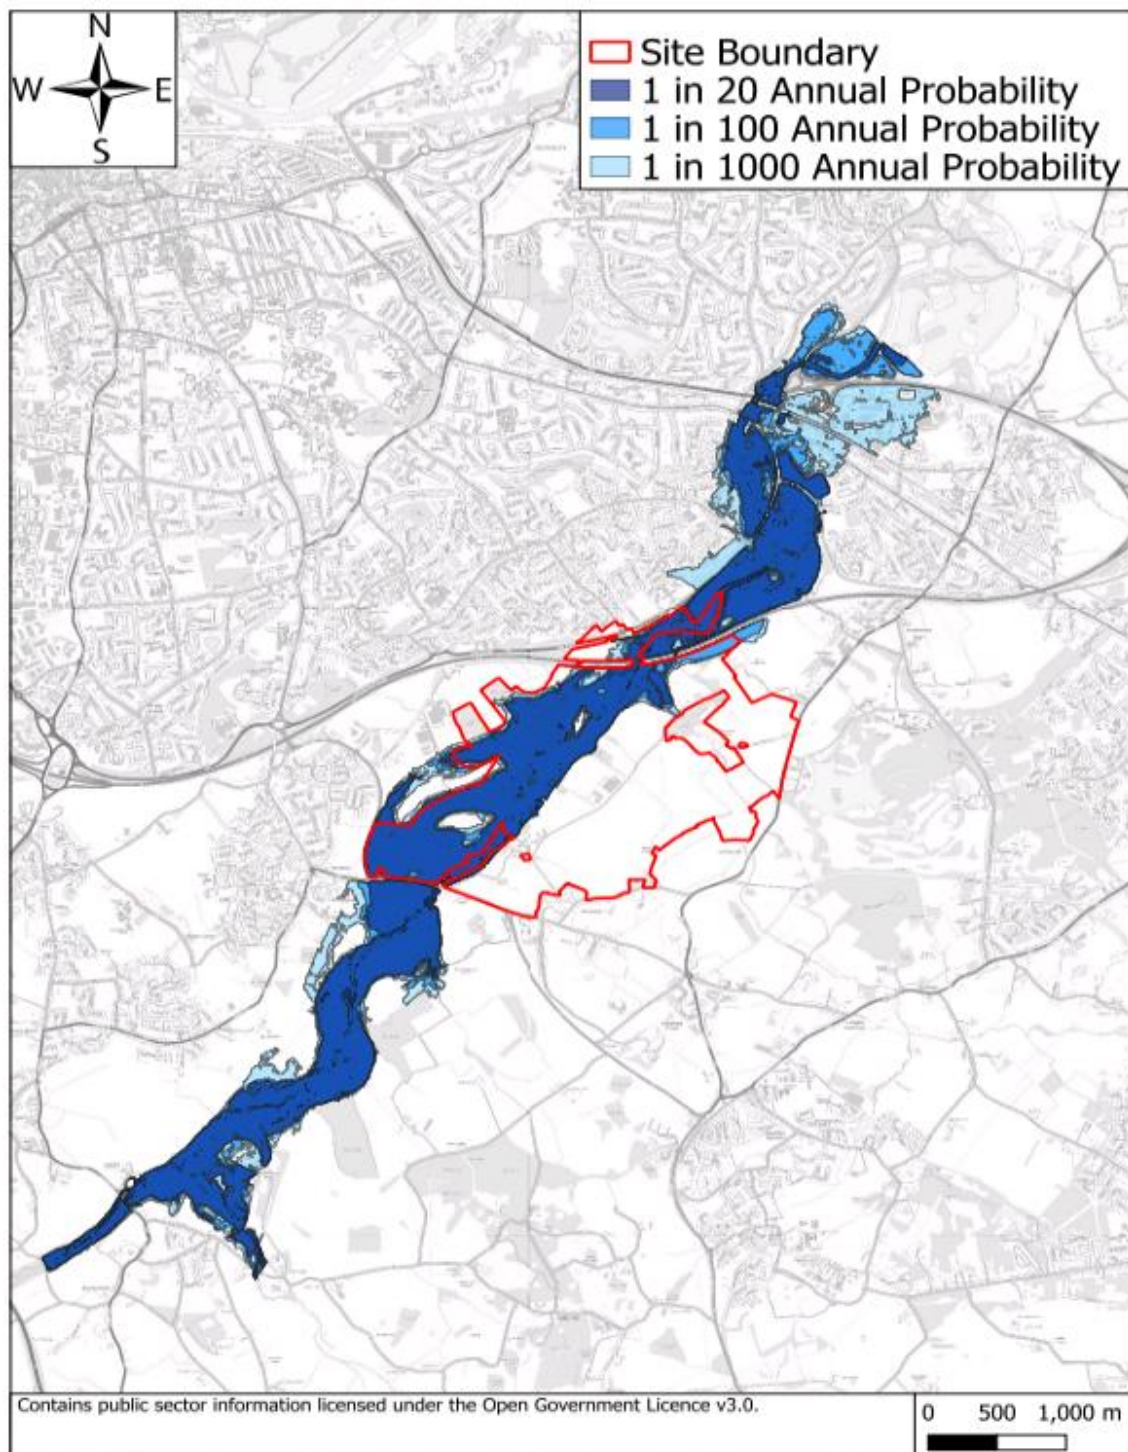 N
W E
S
Site Boundary
1 in 20 Annual Probability
1 in 100 Annual Probability
1 in 1000 Annual Probability
Contains public sector information licensed under the Open Government Licence v3.0.
0 500 1,000 m